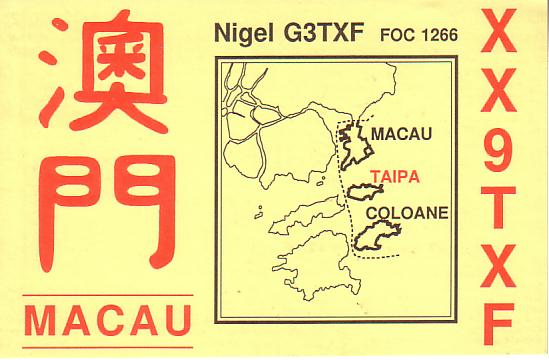 澳
門
MACAU
Nigel G3TXF FOC 1266
MACAU
TAIPA
COLOANE
XX9TXF